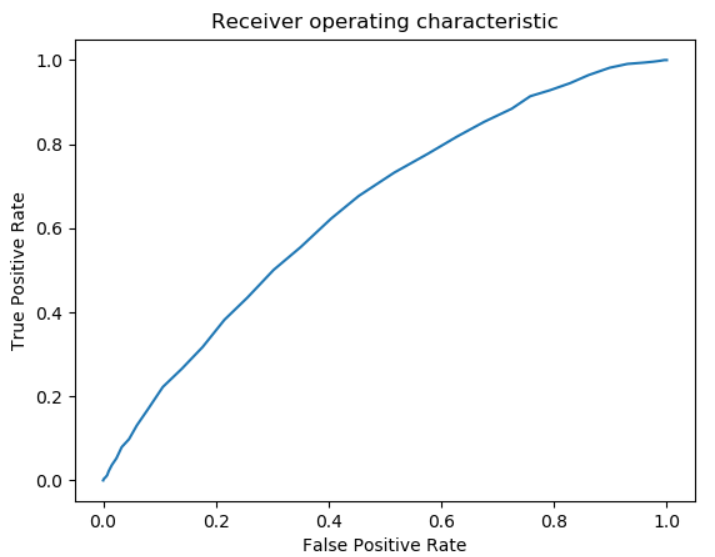 Receiver operating characteristic
1.0
0.8
0.6
0.4
0.2
0.0
True Positive Rate
0.0 0.2 0.4 0.6 0.8 1.0
False Positive Rate